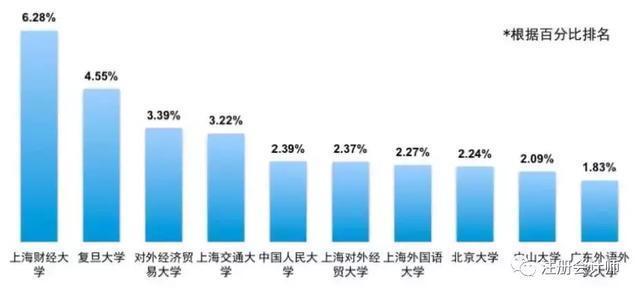 6.28%
*根据百分比排名
4.55%
3.39%
3.22%
2.39%
2.37%
2.27%
2.24%
2.09%
1.83%
上海财经大
学
复旦大学
对外经济贸
易大学
上海交通大
学
中国人民大
学
上海对外经
贸大学
上海外国语
大学
北京大学
山大学
广东外语外
大学
注册会计师